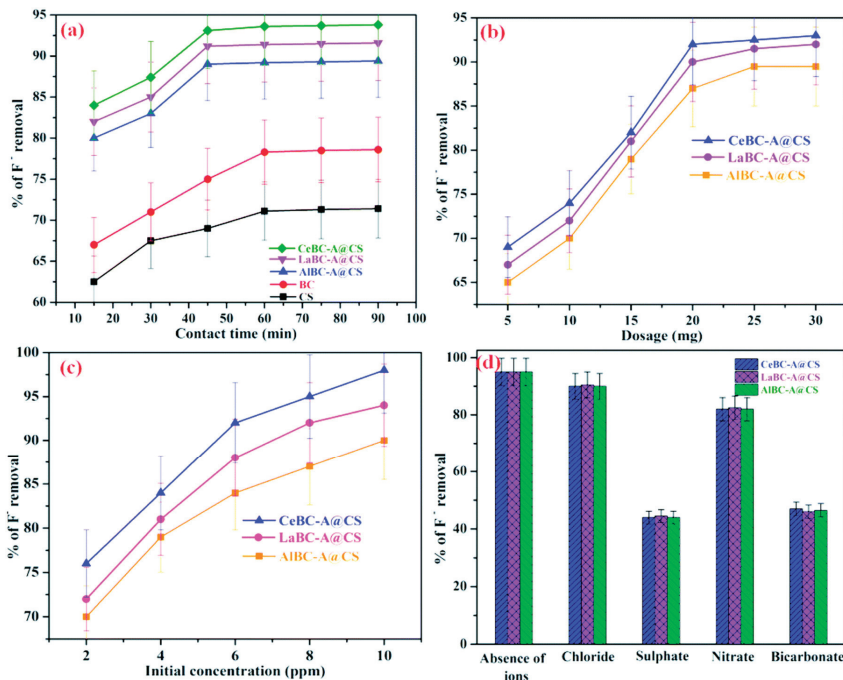 (a)
% of F⁻ removal
95
90
85
80
75
70
65
60
CeBC-A@CS
LaBC-A@CS
AlBC-A@CS
BC
CS
10 20 30 40 50 60 70 80 90 100
Contact time (min)
(b)
% of F⁻ removal
95
90
85
80
75
70
65
CeBC-A@CS
LaBC-A@CS
AlBC-A@CS
5 10 15 20 25 30
Dosage (mg)
(c)
% of F⁻ removal
100
95
90
85
80
75
70
CeBC-A@CS
LaBC-A@CS
AlBC-A@CS
2 4 6 8 10
Initial concentration (ppm)
(d)
% of F⁻ removal
100
80
60
40
20
0
CeBC-A@CS
LaBC-A@CS
AlBC-A@CS
Absence of ions
Chloride
Sulphate
Nitrate
Bicarbonate